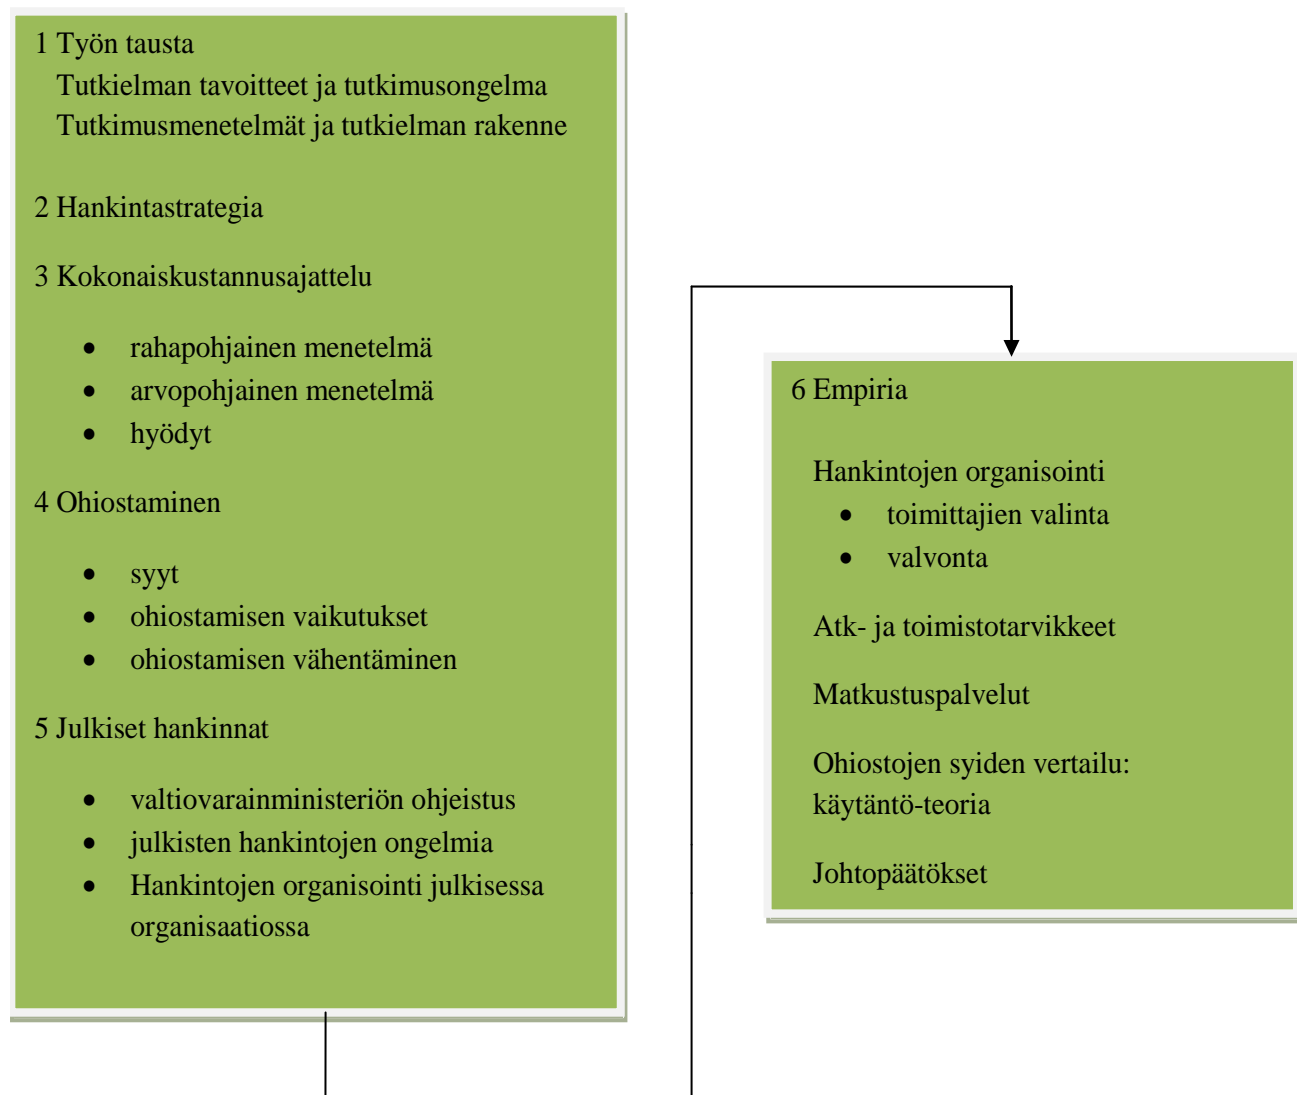 1 Työn tausta
Tutkielman tavoitteet ja tutkimusongelma
Tutkimusmenetelmät ja tutkielman rakenne
2 Hankintastrategia
3 Kokonaiskustannusajattelu
• rahapohjainen menetelmä
• arvopohjainen menetelmä
• hyödyt
4 Ohiostaminen
• syyt
• ohiostamisen vaikutukset
• ohiostamisen vähentäminen
5 Julkiset hankinnat
• valtiovarainministeriön ohjeistus
• julkisten hankintojen ongelmia
• Hankintojen organisointi julkisessa
organisaatiossa
6 Empiria
Hankintojen organisointi
• toimittajien valinta
• valvonta
Atk- ja toimistotarvikkeet
Matkustuspalvelut
Ohiostojen syiden vertailu:
käytäntö-teoria
Johtopäätökset